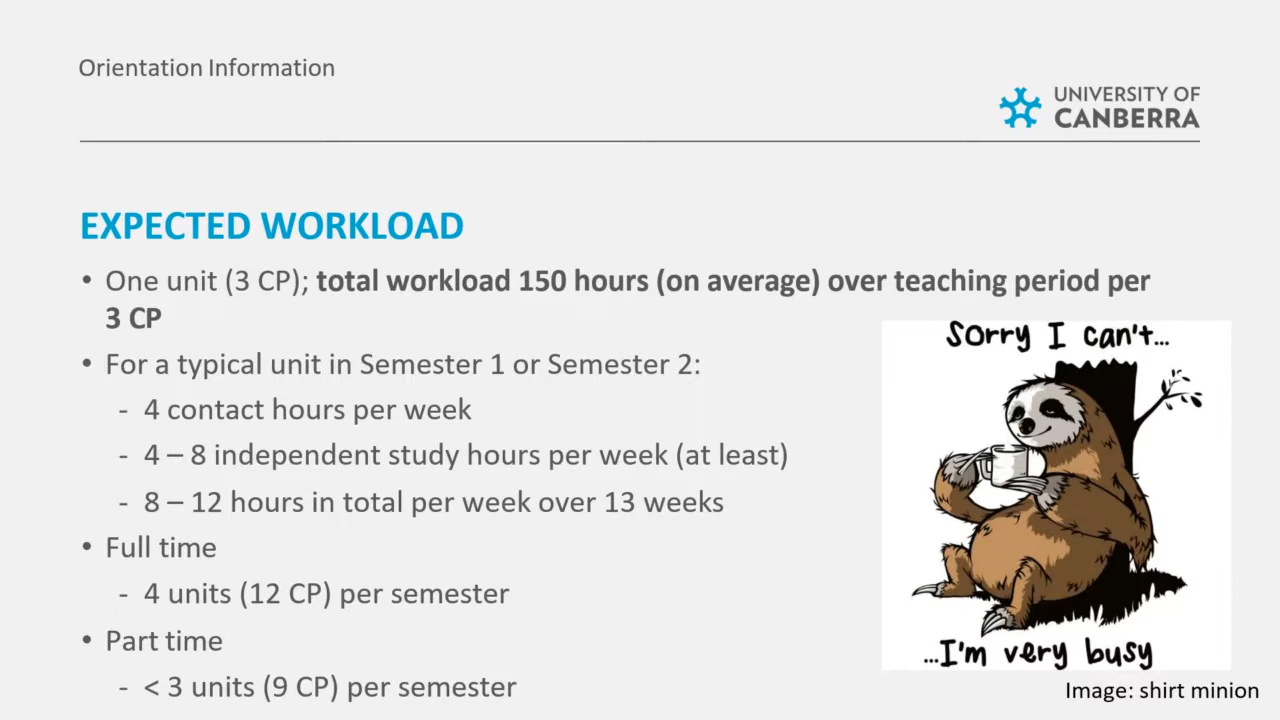 Orientation Information
UNIVERSITY OF
CANBERRA
EXPECTED WORKLOAD
• One unit (3 CP); total workload 150 hours (on average) over teaching period per
3 CP
• For a typical unit in Semester 1 or Semester 2:
- 4 contact hours per week
- 4 – 8 independent study hours per week (at least)
- 8 – 12 hours in total per week over 13 weeks
• Full time
- 4 units (12 CP) per semester
• Part time
- < 3 units (9 CP) per semester
Sorry I can't...
...I'm very busy
Image: shirt minion